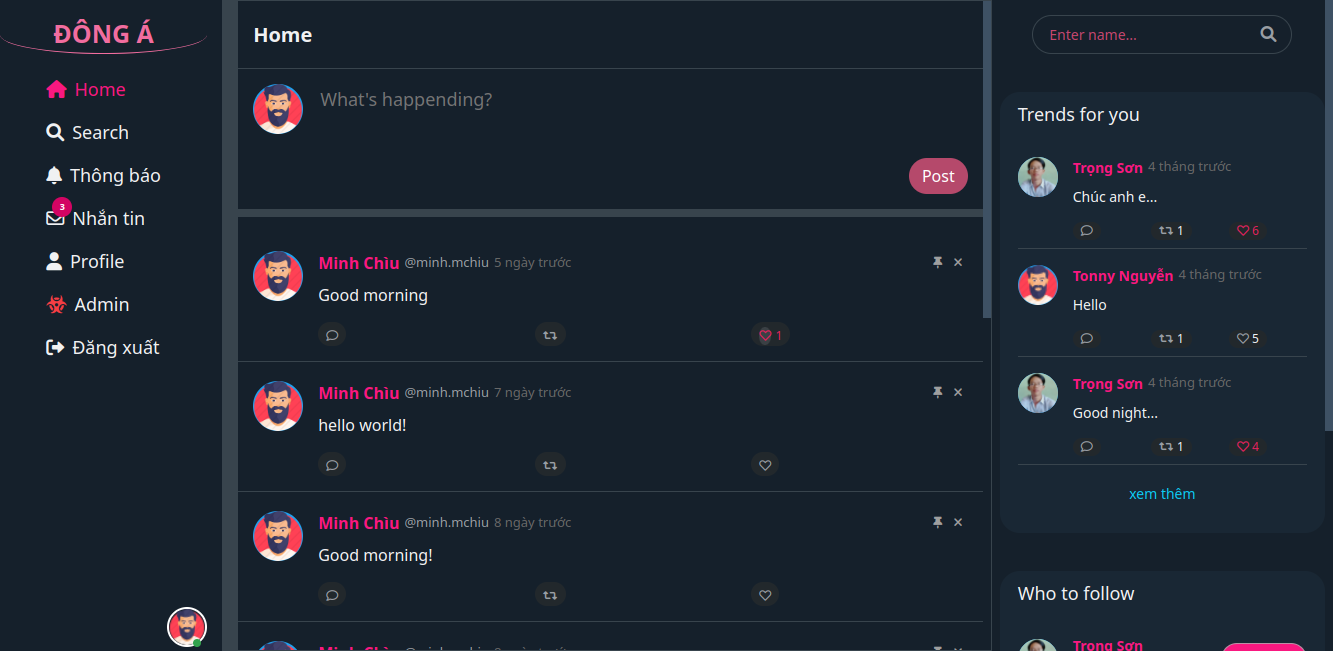 ĐÔNG Á
Home
Search
Thông báo
3
Nhắn tin
Profile
Admin
Đăng xuất
Home
What's happending?
Post
Minh Chìu @minh.mchiu 5 ngày trước
Good morning
1
Minh Chìu @minh.mchiu 7 ngày trước
hello world!
Minh Chìu @minh.mchiu 8 ngày trước
Good morning!
Enter name...
Trends for you
Trọng Sơn 4 tháng trước
Chúc anh e...
1 6
Tonny Nguyễn 4 tháng trước
Hello
1 5
Trọng Sơn 4 tháng trước
Good night...
1 4
xem thêm
Who to follow
Trọng Sơn